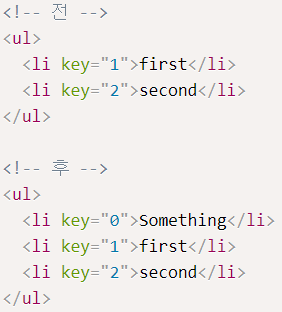 <!-- 전 -->
<ul>
  <li key="1">first</li>
  <li key="2">second</li>
</ul>

<!-- 후 -->
<ul>
  <li key="0">Something</li>
  <li key="1">first</li>
  <li key="2">second</li>
</ul>